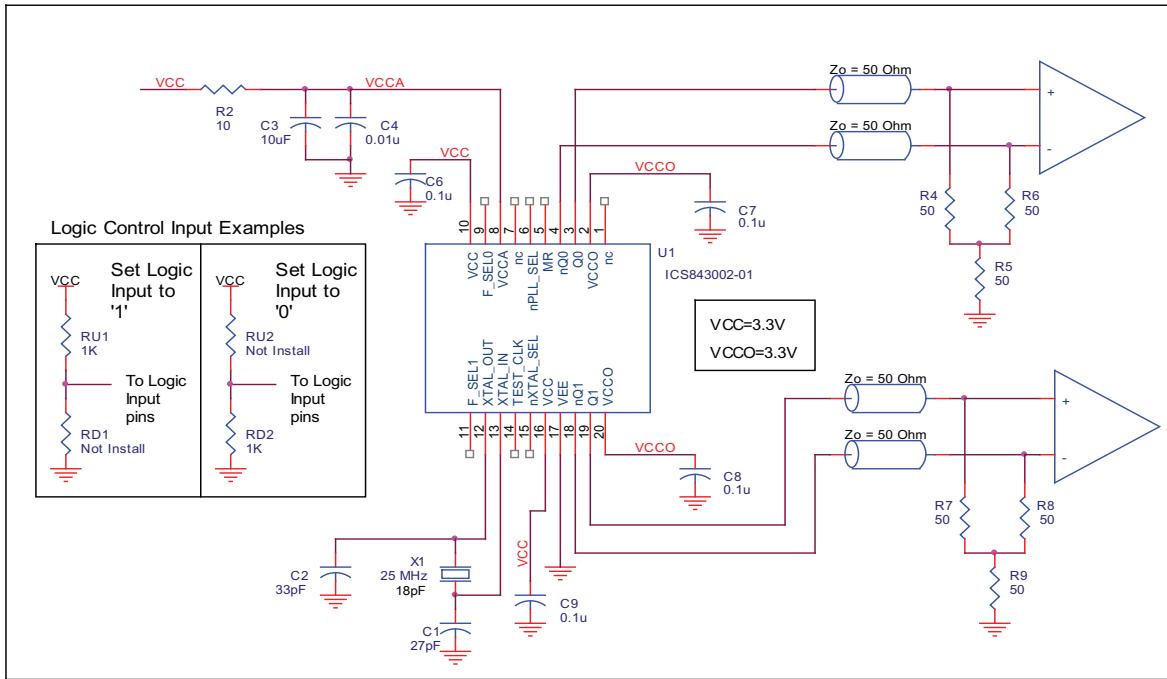 VCC
R2
10
VCCA
C3
10uF
C4
0.01u
VCC
C6
0.1u
VCCO
C7
0.1u
Zo = 50 Ohm
Zo = 50 Ohm
+
-
R4
50
R6
50
R5
50
10
9
8
7
6
5
4
3
2
1
VCC
F_SEL0
VCCA
nc
nPLL_SEL
MR
nQ0
Q0
VCCO
nc
U1
ICS843002-01
F_SEL1
XTAL_OUT
XTAL_IN
TEST_CLK
nXTAL_SEL
VCC
VEE
nQ1
Q1
VCCO
11
12
13
14
15
16
17
18
19
20
VCC=3.3V
VCCO=3.3V
Logic Control Input Examples
VCC
Set Logic
Input to
'1'
RU1
1K
To Logic
Input
pins
RD1
Not Install
VCC
Set Logic
Input to
'0'
RU2
Not Install
To Logic
Input
pins
RD2
1K
VCCO
C8
0.1u
Zo = 50 Ohm
Zo = 50 Ohm
+
-
R7
50
R8
50
R9
50
C2
33pF
X1
25 MHz
18pF
C1
27pF
VCC
C9
0.1u